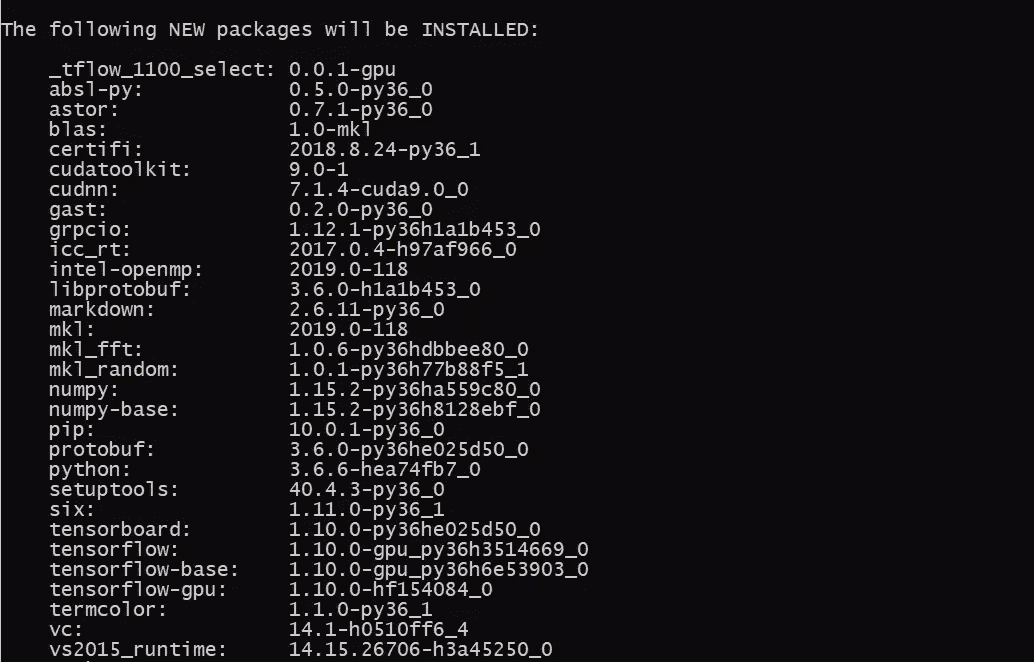 The following NEW packages will be INSTALLED:
_tflow_1100_select: 0.0.1-gpu
absl-py: 0.5.0-py36_0
astor: 0.7.1-py36_0
blas: 1.0-mkl
certifi: 2018.8.24-py36_1
cudatoolkit: 9.0-1
cudnn: 7.1.4-cuda9.0_0
gast: 0.2.0-py36_0
grpcio: 1.12.1-py36h1a1b453_0
icc_rt: 2017.0.4-h97af966_0
intel-openmp: 2019.0-118
libprotobuf: 3.6.0-h1a1b453_0
markdown: 2.6.11-py36_0
mkl: 2019.0-118
mkl_fft: 1.0.6-py36hdbbee80_0
mkl_random: 1.0.1-py36h77b88f5_1
numpy: 1.15.2-py36ha559c80_0
numpy-base: 1.15.2-py36h8128ebf_0
pip: 10.0.1-py36_0
protobuf: 3.6.0-py36he025d50_0
python: 3.6.6-hea74fb7_0
setuptools: 40.4.3-py36_0
six: 1.11.0-py36_1
tensorboard: 1.10.0-py36he025d50_0
tensorflow: 1.10.0-gpu_py36h3514669_0
tensorflow-base: 1.10.0-gpu_py36h6e53903_0
tensorflow-gpu: 1.10.0-hf154084_0
termcolor: 1.1.0-py36_1
vc: 14.1-h0510ff6_4
vs2015_runtime: 14.15.26706-h3a45250_0